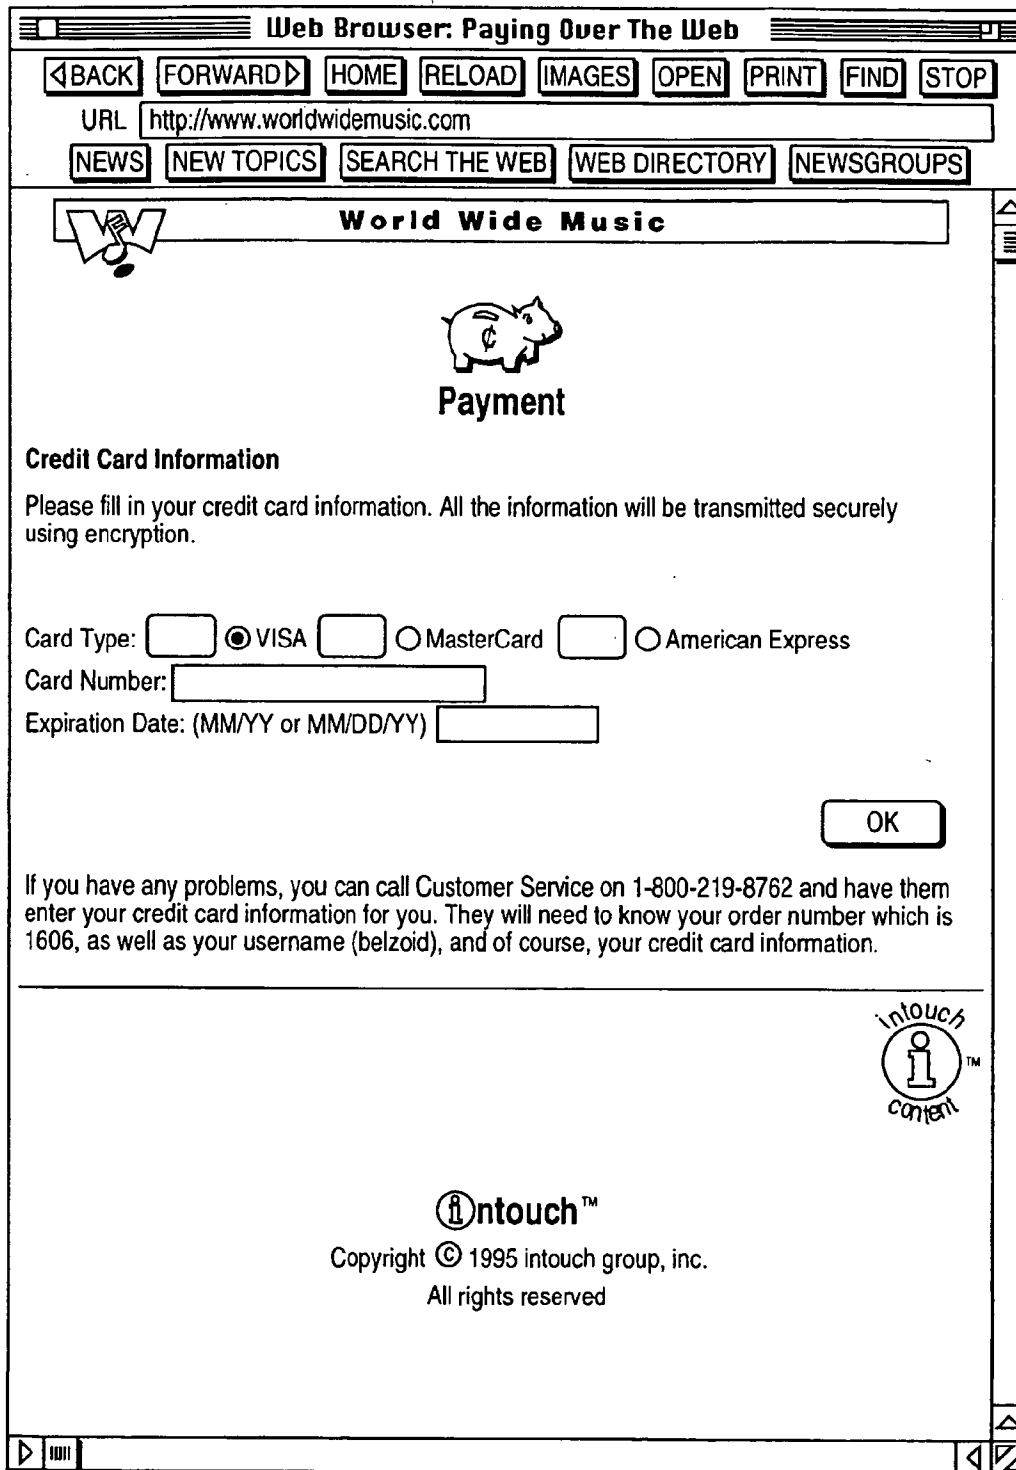 Web Browser: Paying Over The Web
BACK FORWARD HOME RELOAD IMAGES OPEN PRINT FIND STOP
URL http://www.worldwidemusic.com
NEWS NEW TOPICS SEARCH THE WEB WEB DIRECTORY NEWSGROUPS
World Wide Music
¢
Payment
Credit Card Information
Please fill in your credit card information. All the information will be transmitted securely
using encryption.
Card Type: VISA MasterCard American Express
Card Number:
Expiration Date: (MM/YY or MM/DD/YY)
OK
If you have any problems, you can call Customer Service on 1-800-219-8762 and have them
enter your credit card information for you. They will need to know your order number which is
1606, as well as your username (belzoid), and of course, your credit card information.
intouch
i ™
content
intouch™
Copyright © 1995 intouch group, inc.
All rights reserved